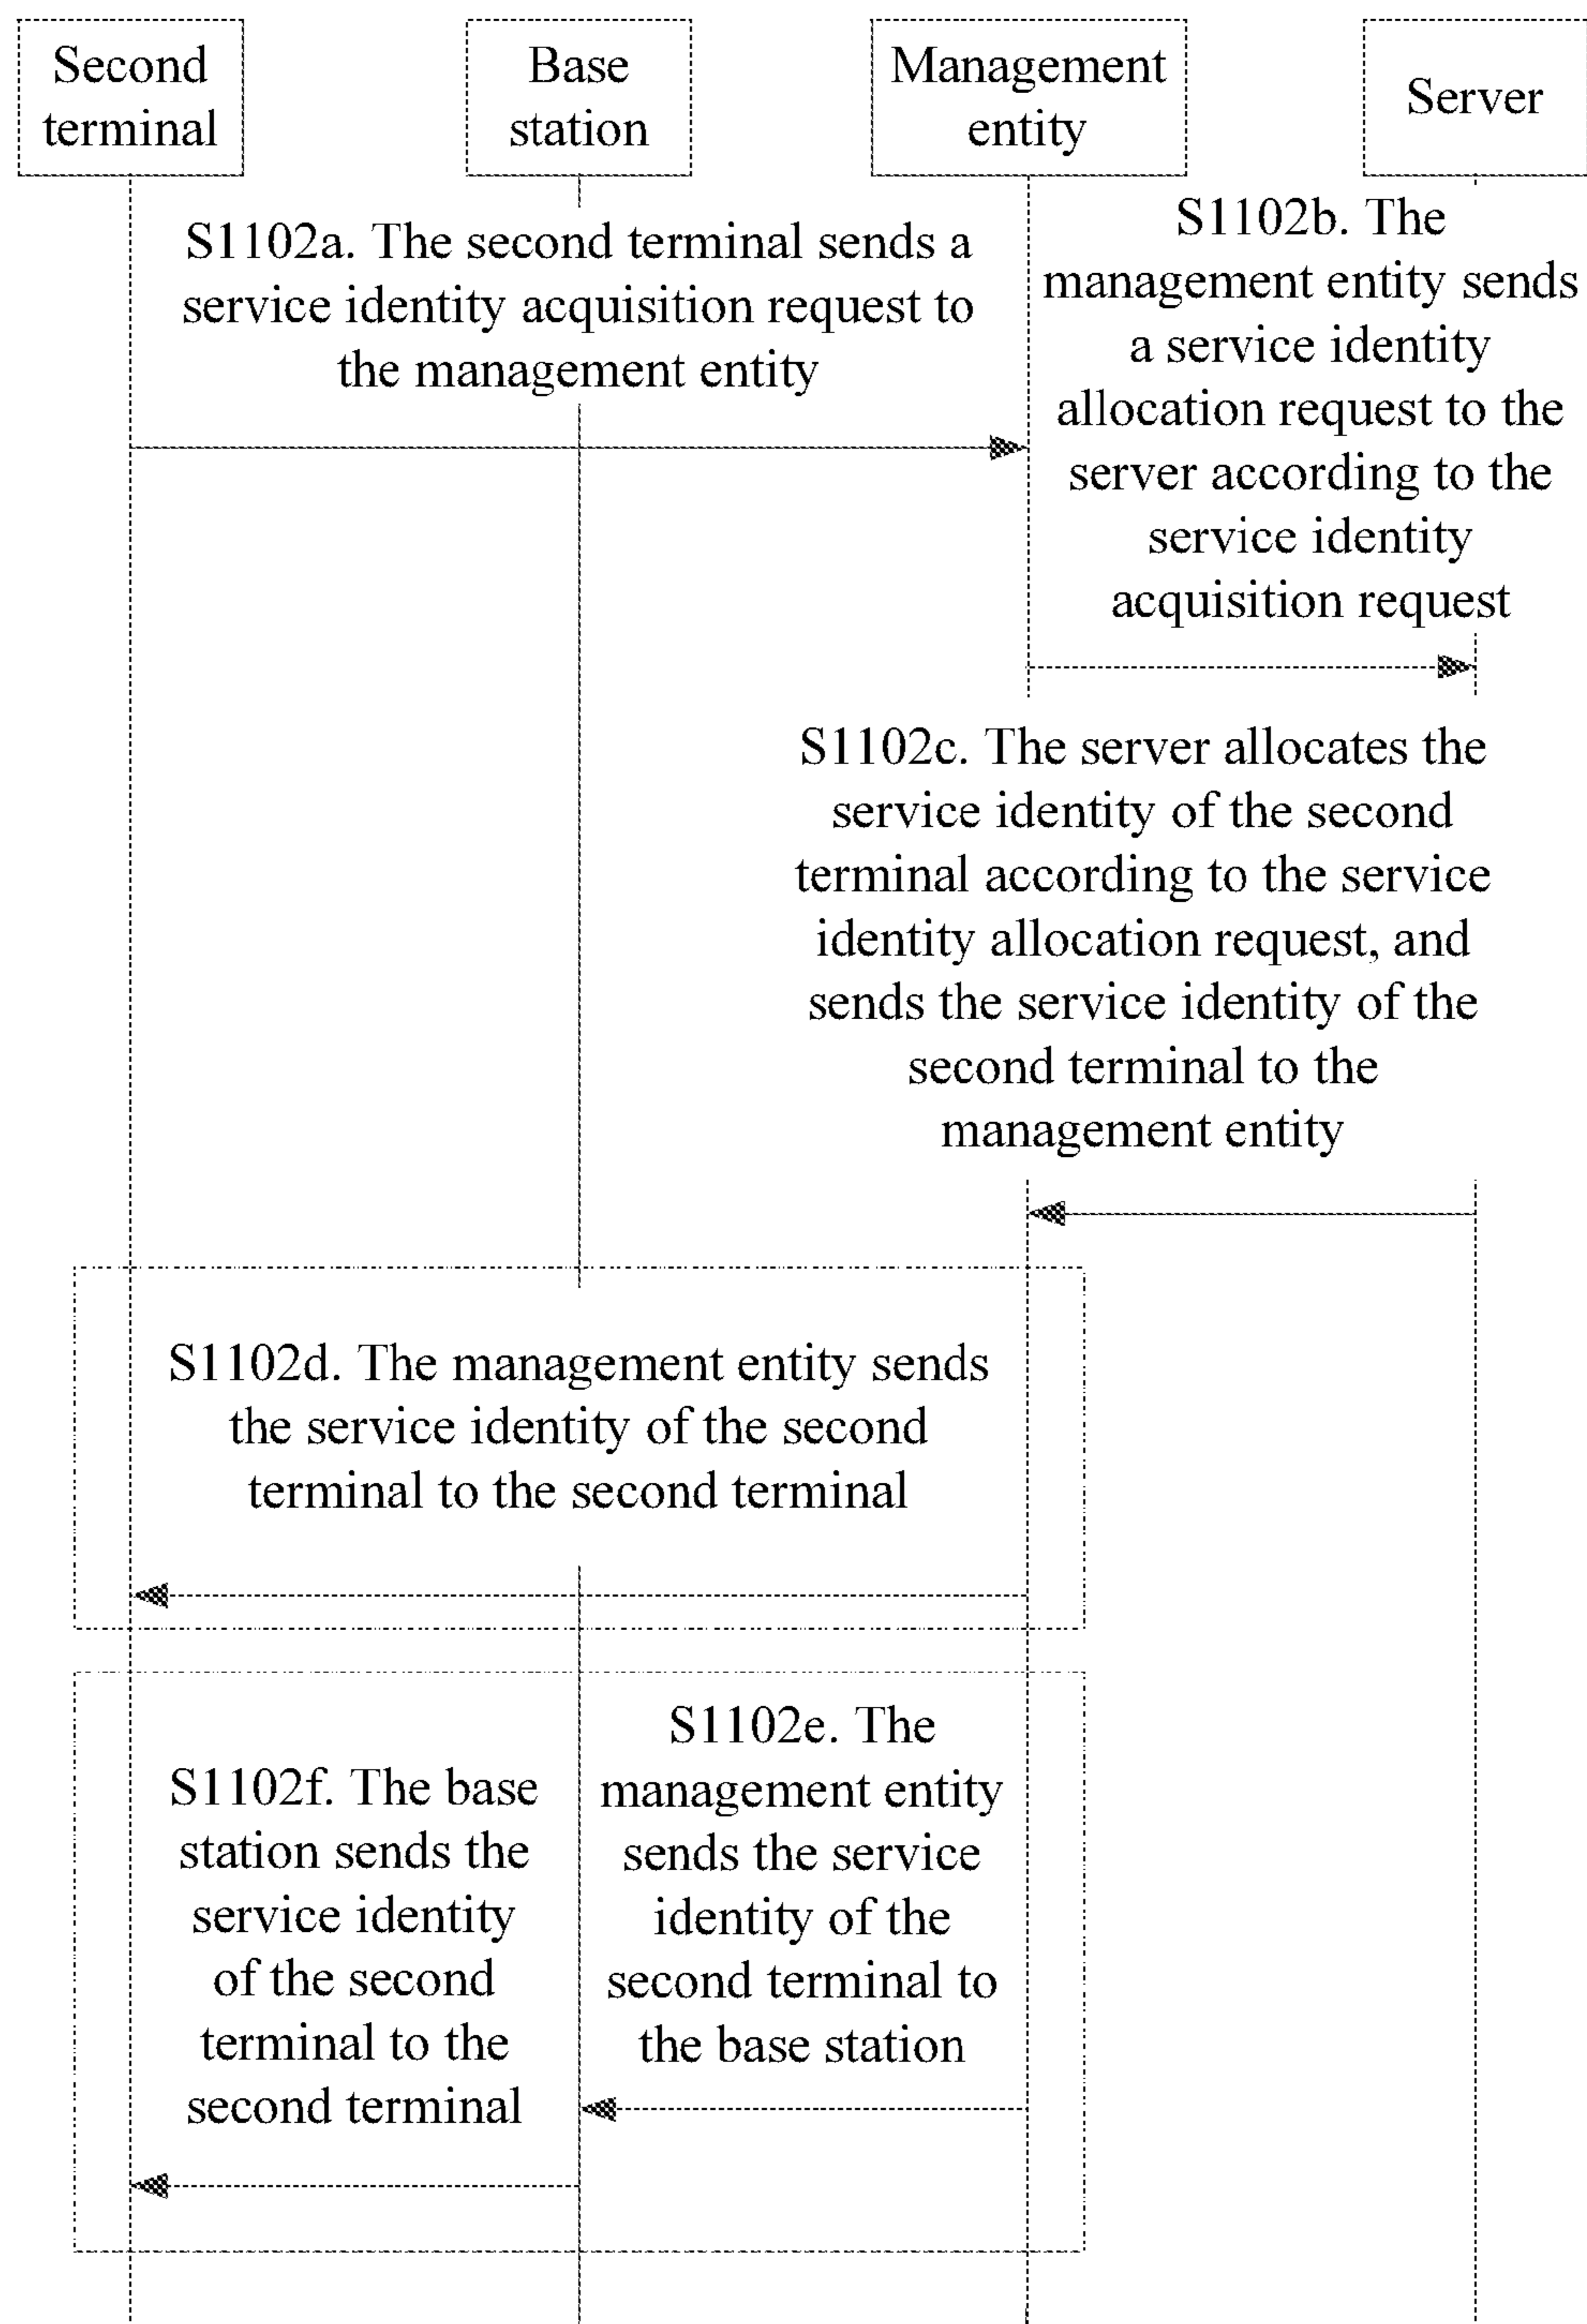 Second
terminal
Base
station
Management
entity
Server
S1102a. The second terminal sends a
service identity acquisition request to
the management entity
S1102b. The
management entity sends
a service identity
allocation request to the
server according to the
service identity
acquisition request
S1102c. The server allocates the
service identity of the second
terminal according to the service
identity allocation request, and
sends the service identity of the
second terminal to the
management entity
S1102d. The management entity sends
the service identity of the second
terminal to the second terminal
S1102e. The
management entity
sends the service
identity of the
second terminal to
the base station
S1102f. The base
station sends the
service identity
of the second
terminal to the
second terminal